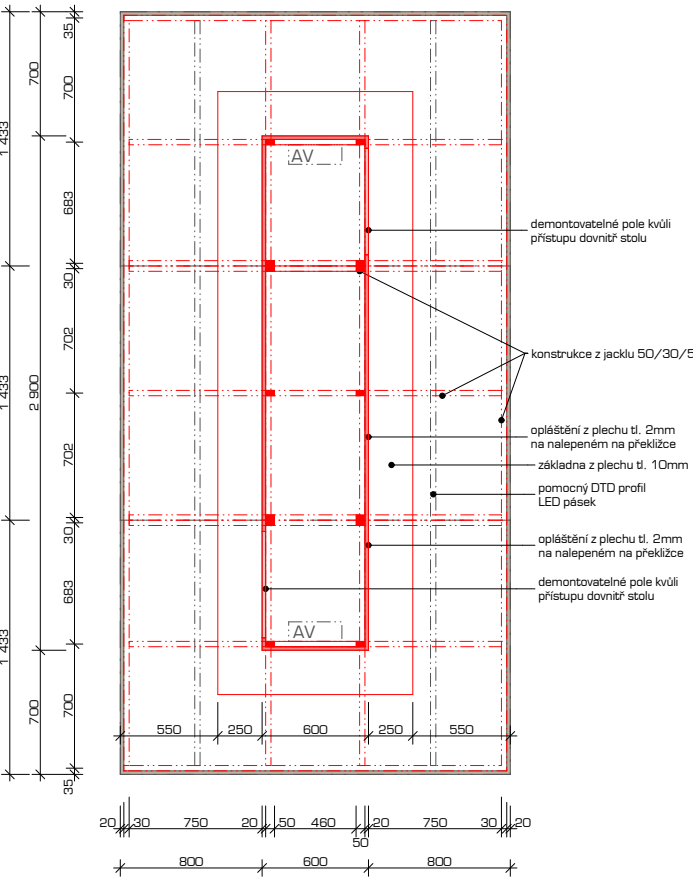 35
700
700
1 433
AV
683
demontovatelné pole kvůli
přístupu dovnitř stolu
30
702
konstrukce z jacklu 50/30/5
1 433
2 900
opláštění z plechu tl. 2mm
na nalepeném na překližce
702
základna z plechu tl. 10mm
pomocný DTD profil
LED pásek
30
opláštění z plechu tl. 2mm
na nalepeném na překližce
683
demontovatelné pole kvůli
přístupu dovnitř stolu
AV
1 433
700
700
550 250 600 250 550
35
20 30 750 20 50 460 20 750 30 20
50
800 600 800